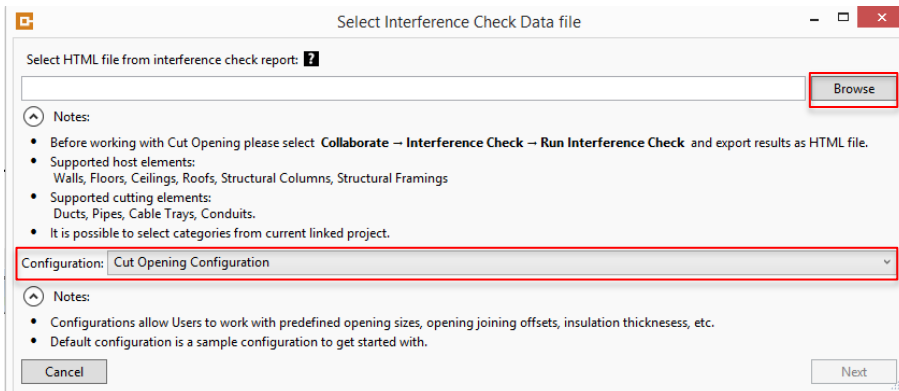 Select Interference Check Data file
Select HTML file from interference check report: ?
Browse
Notes:
• Before working with Cut Opening please select Collaborate → Interference Check → Run Interference Check and export results as HTML file.
• Supported host elements:
Walls, Floors, Ceilings, Roofs, Structural Columns, Structural Framings
• Supported cutting elements:
Ducts, Pipes, Cable Trays, Conduits.
• It is possible to select categories from current linked project.
Configuration: Cut Opening Configuration
Notes:
• Configurations allow Users to work with predefined opening sizes, opening joining offsets, insulation thicknesess, etc.
• Default configuration is a sample configuration to get started with.
Cancel Next